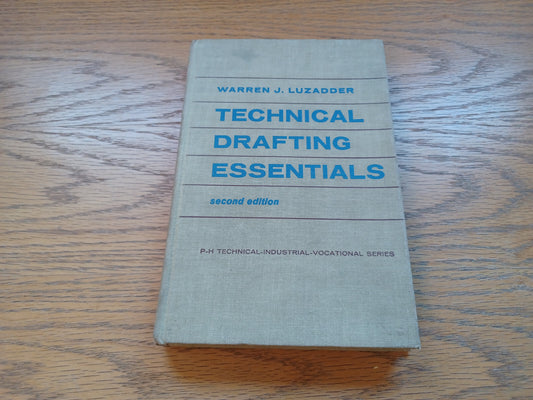 WARREN J. LUZADDER
TECHNICAL
DRAFTING
ESSENTIALS
second edition
P-H TECHNICAL-INDUSTRIAL-VOCATIONAL SERIES